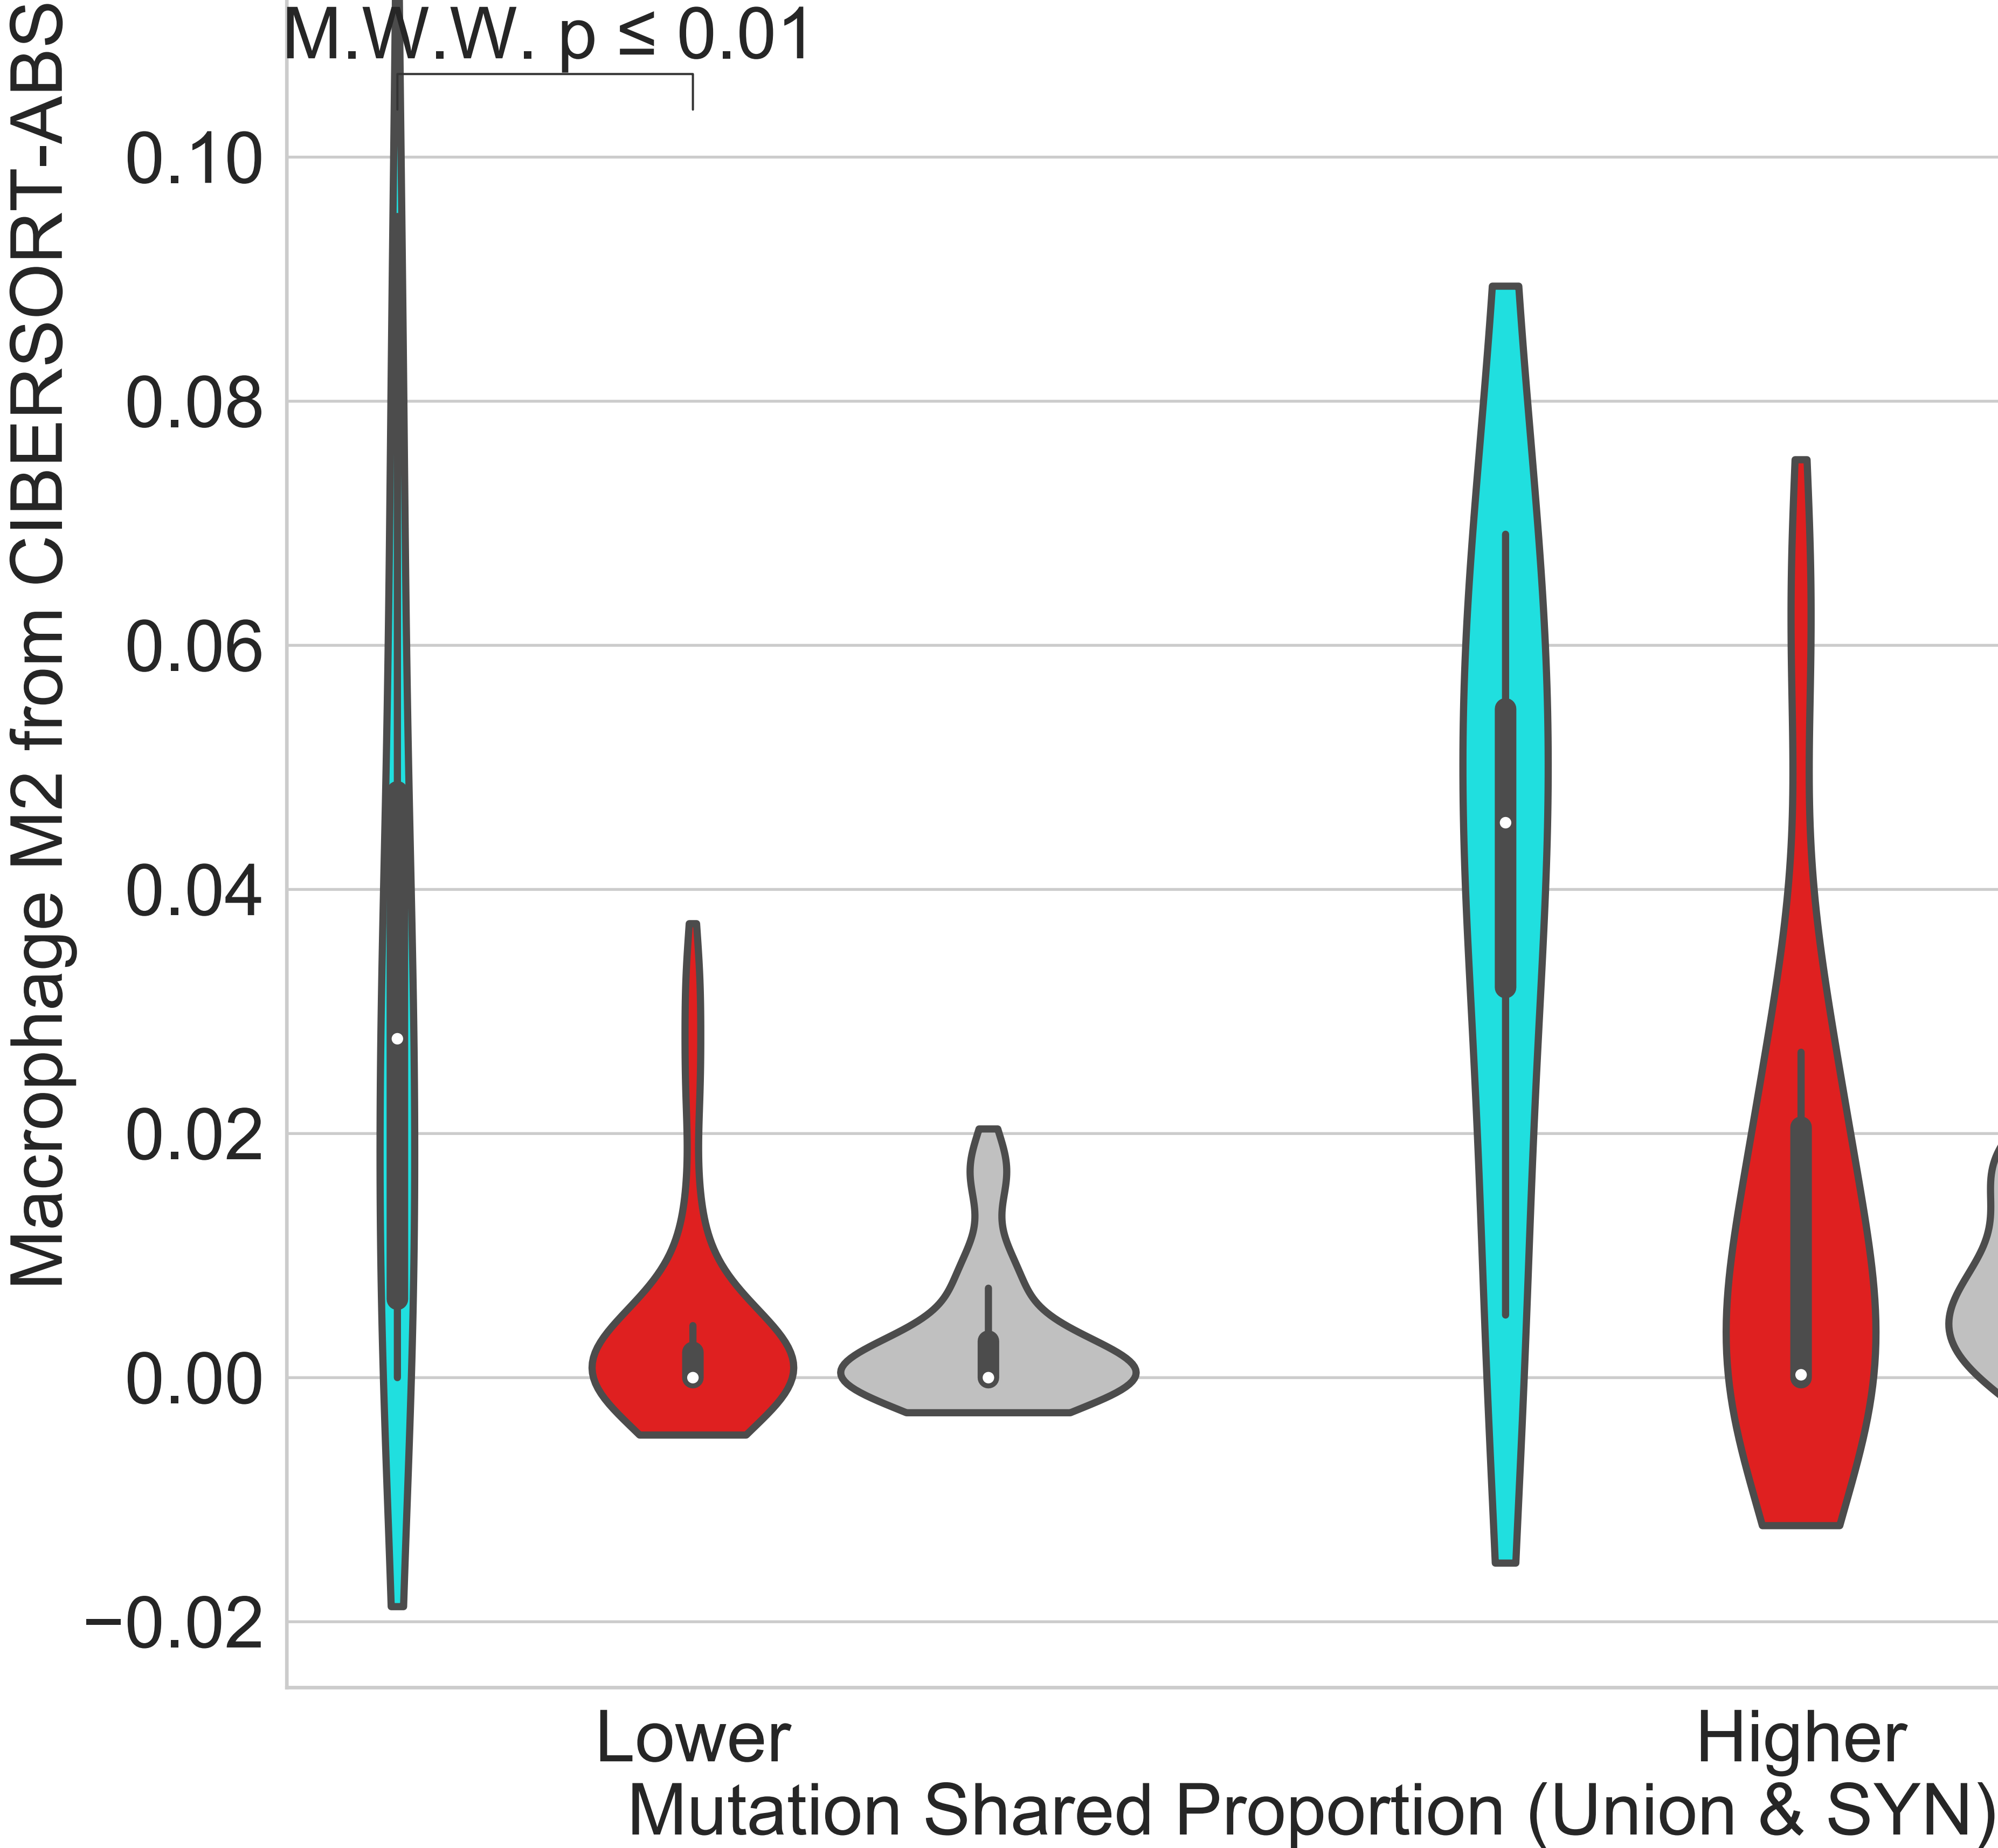 Macrophage M2 from CIBERSORT-ABS
M.W.W. p ≤ 0.01
0.10
0.08
0.06
0.04
0.02
0.00
−0.02
Lower
Higher
Mutation Shared Proportion (Union & SYN)